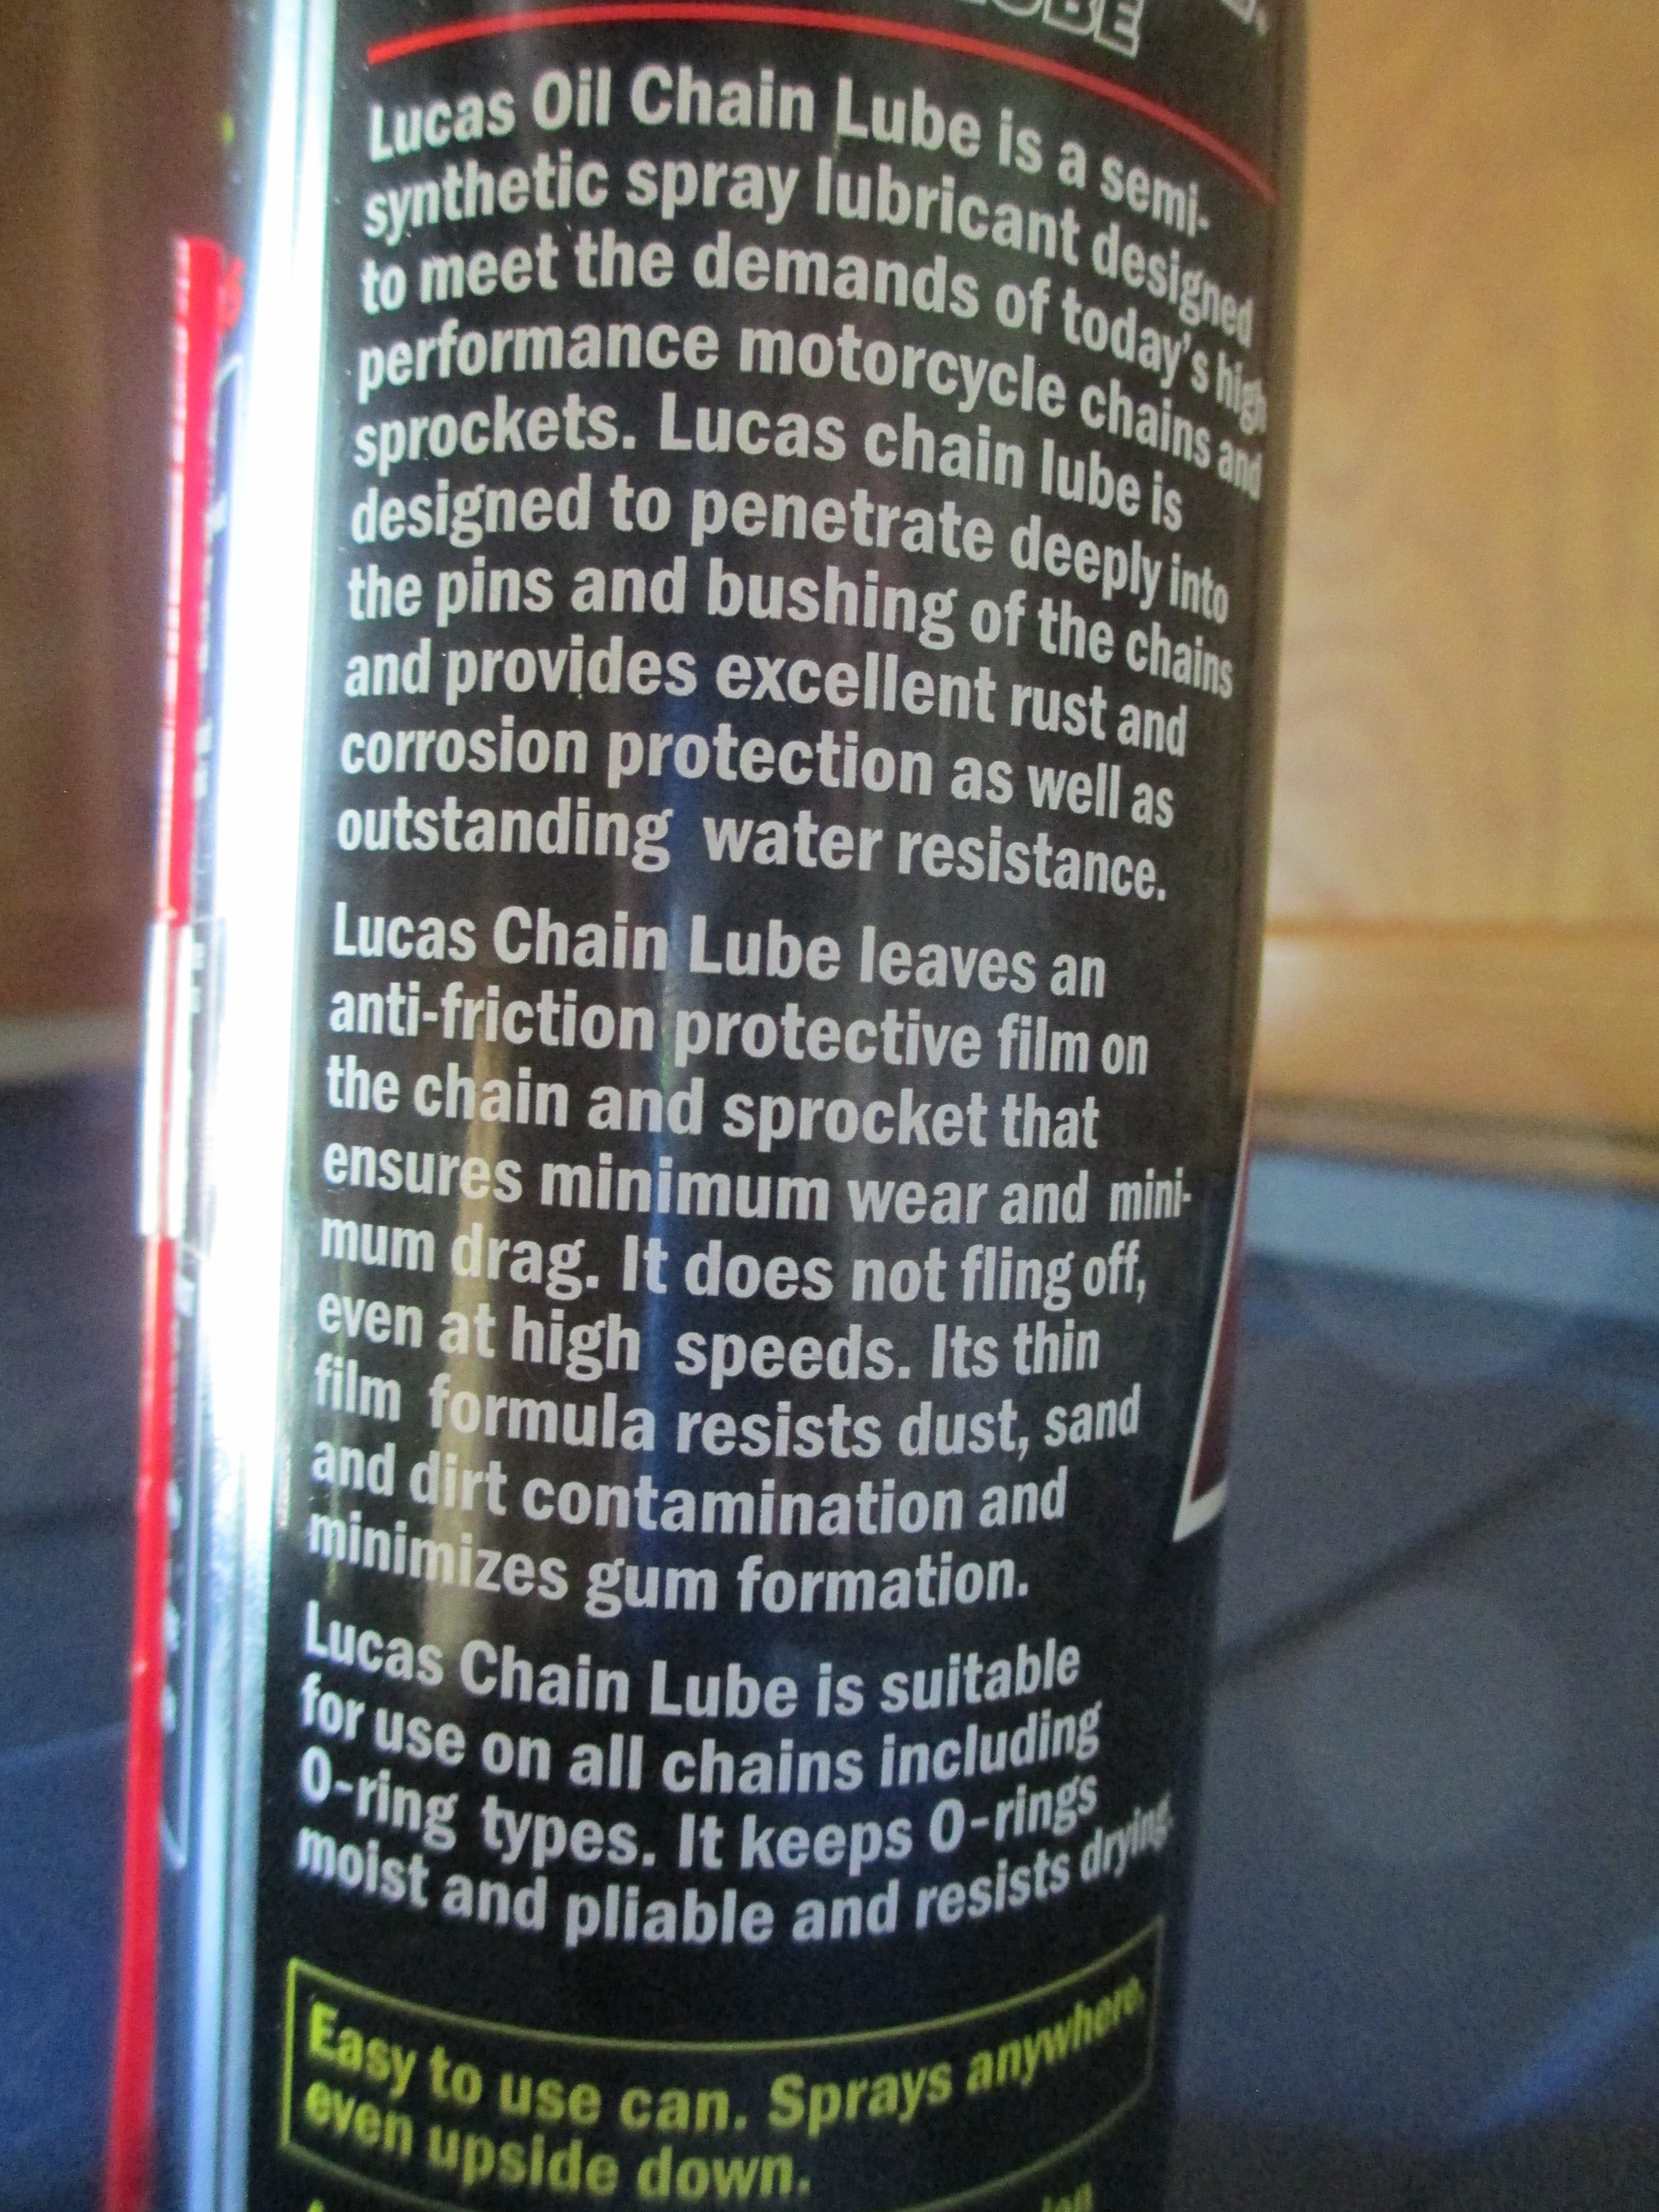 Lucas Oil Chain Lube is a semi-
synthetic spray lubricant designed
to meet the demands of today's high
performance motorcycle chains and
sprockets. Lucas chain lube is
designed to penetrate deeply into
the pins and bushing of the chains
and provides excellent rust and
corrosion protection as well as
outstanding water resistance.
Lucas Chain Lube leaves an
anti-friction protective film on
the chain and sprocket that
ensures minimum wear and mini-
mum drag. It does not fling off,
even at high speeds. Its thin
film formula resists dust, sand
and dirt contamination and
minimizes gum formation.
Lucas Chain Lube is suitable
for use on all chains including
O-ring types. It keeps O-rings
moist and pliable and resists drying.
Easy to use can. Sprays anywhere,
even upside down.